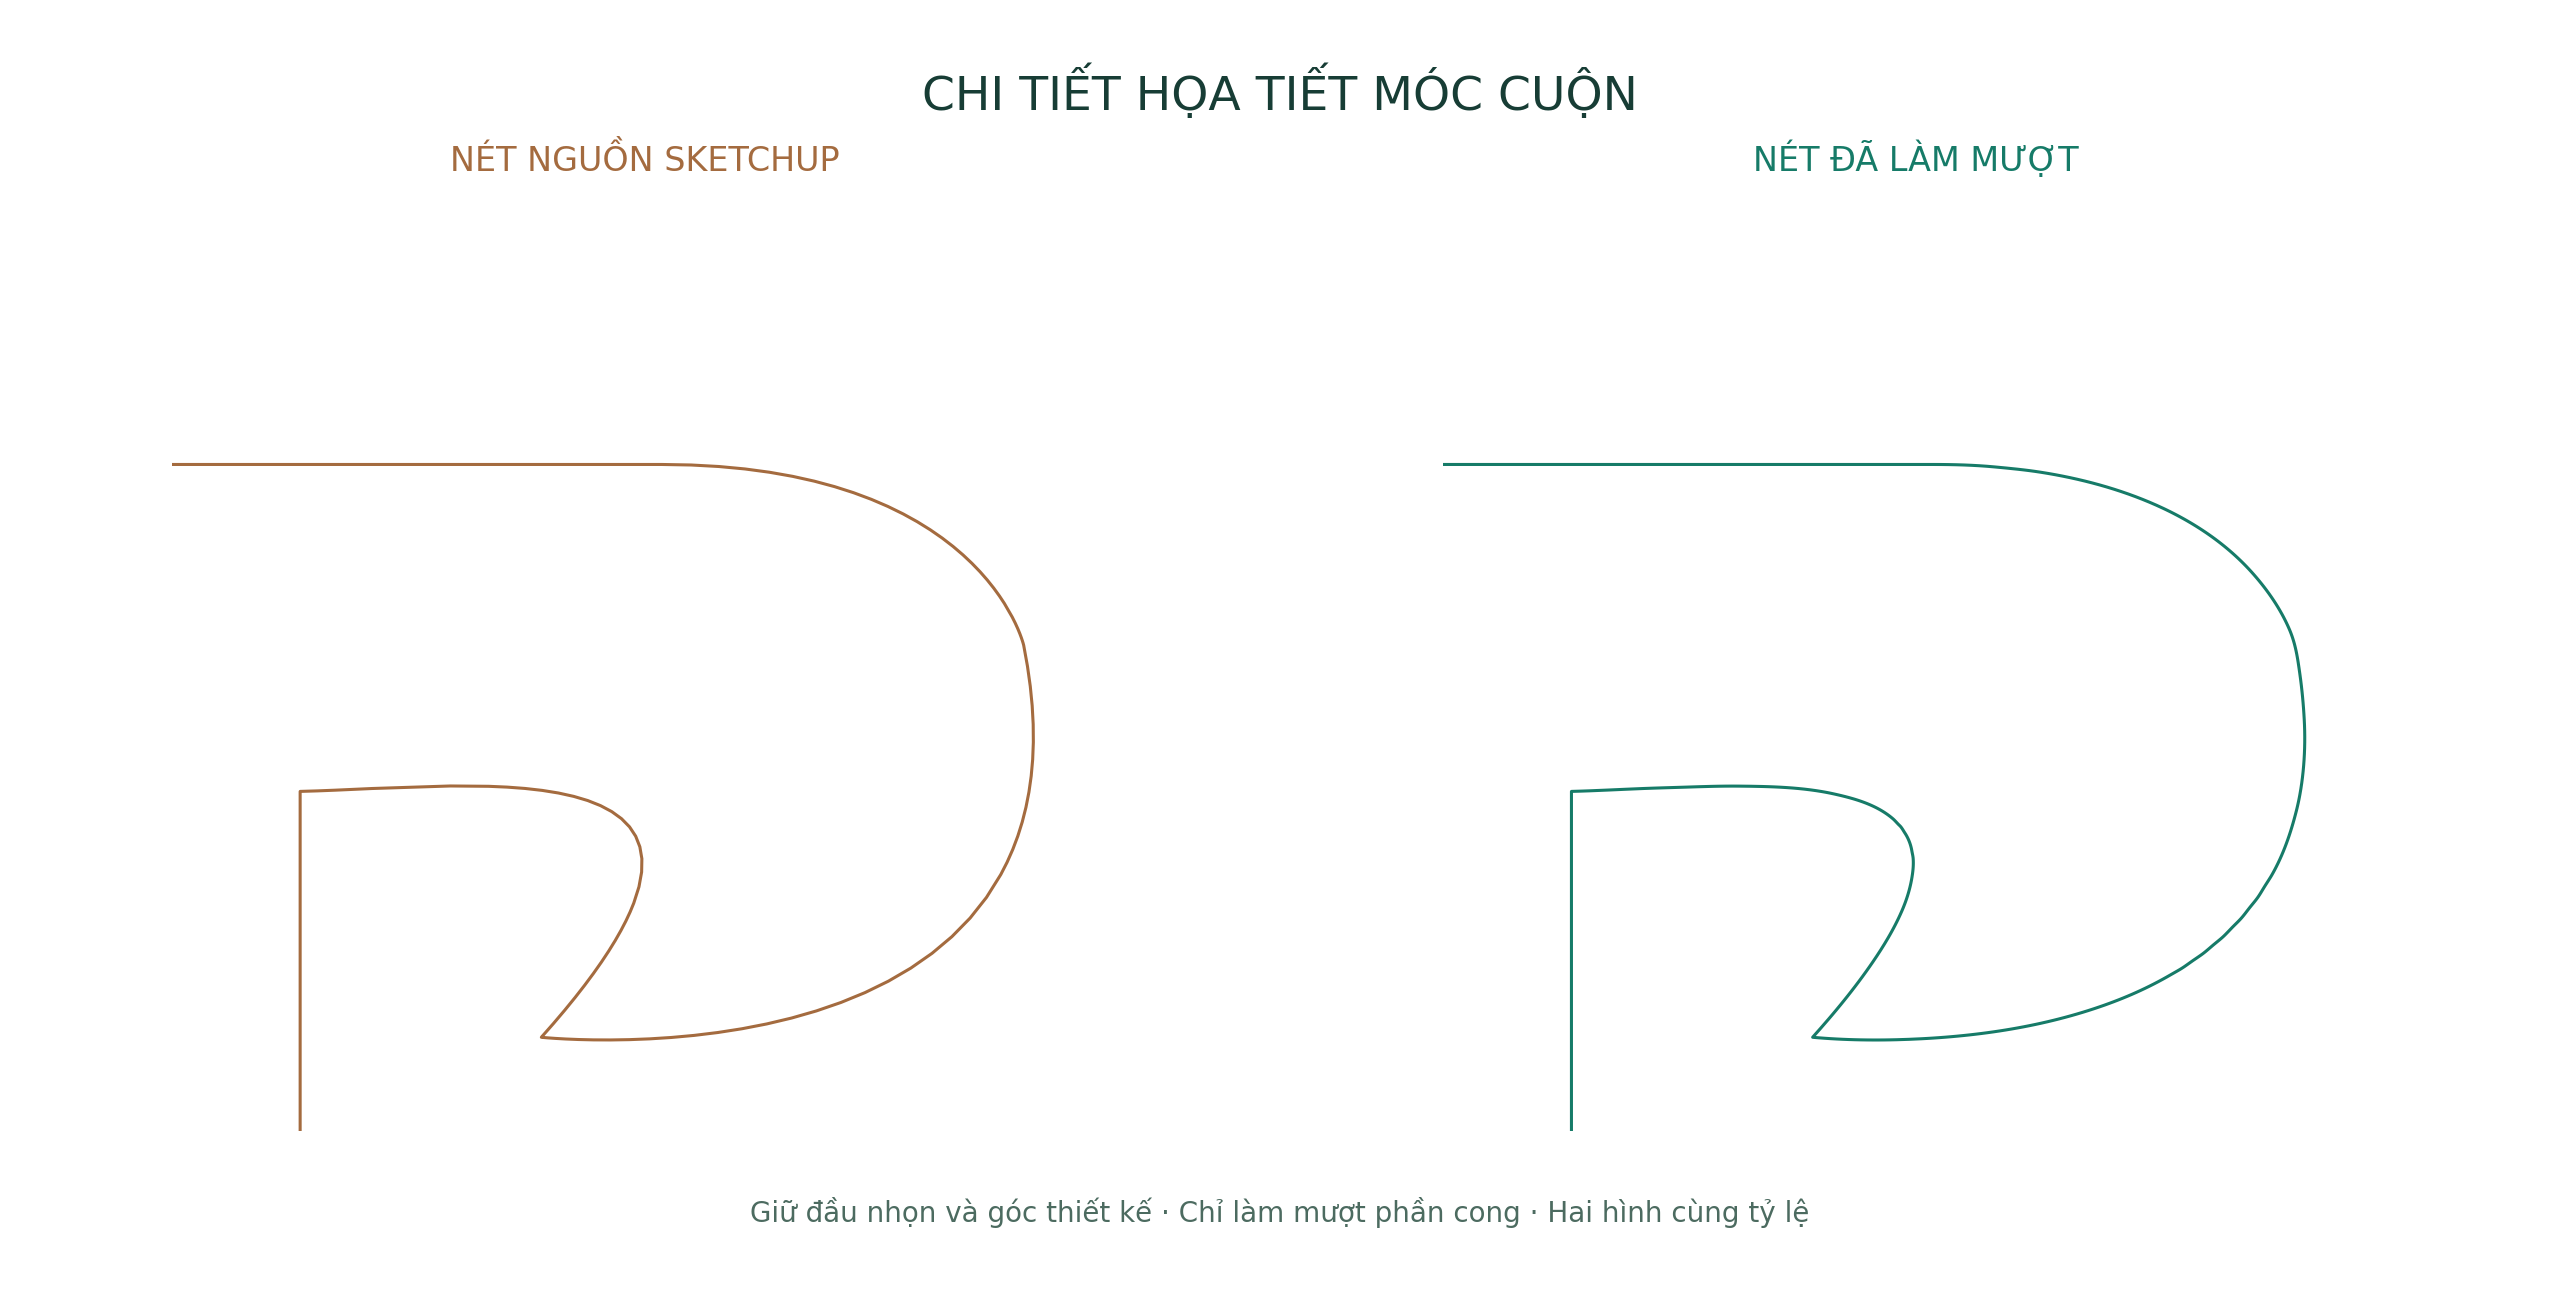 CHI TIẾT HỌA TIẾT MÓC CUỘN
NÉT NGUỒN SKETCHUP
NÉT ĐÃ LÀM MƯỢT
Giữ đầu nhọn và góc thiết kế · Chỉ làm mượt phần cong · Hai hình cùng tỷ lệ